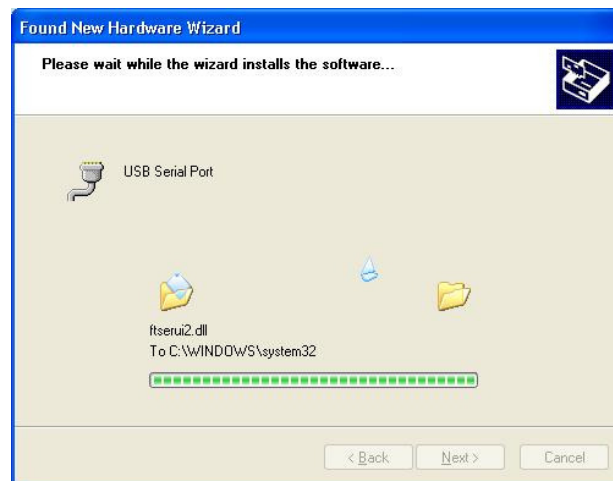 Found New Hardware Wizard
Please wait while the wizard installs the software...
USB Serial Port
ftserui2.dll
To C:\WINDOWS\system32
< Back Next > Cancel